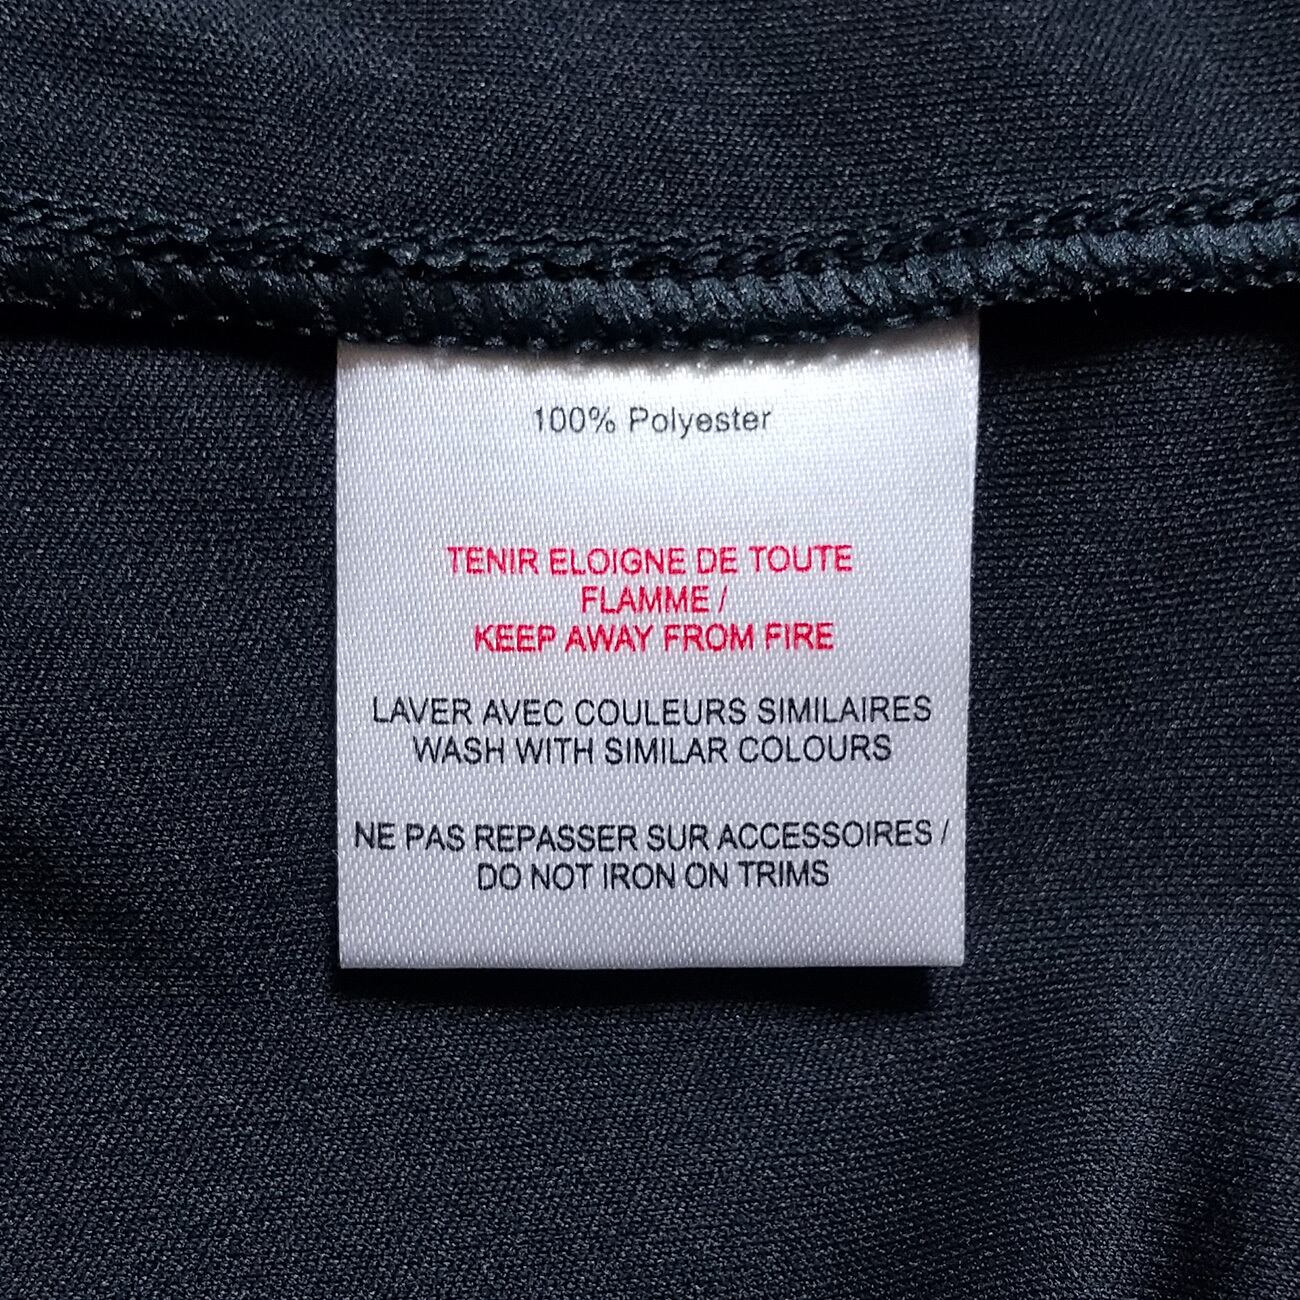 100% Polyester
TENIR ELOIGNE DE TOUTE
FLAMME /
KEEP AWAY FROM FIRE
LAVER AVEC COULEURS SIMILAIRES
WASH WITH SIMILAR COLOURS
NE PAS REPASSER SUR ACCESSOIRES /
DO NOT IRON ON TRIMS